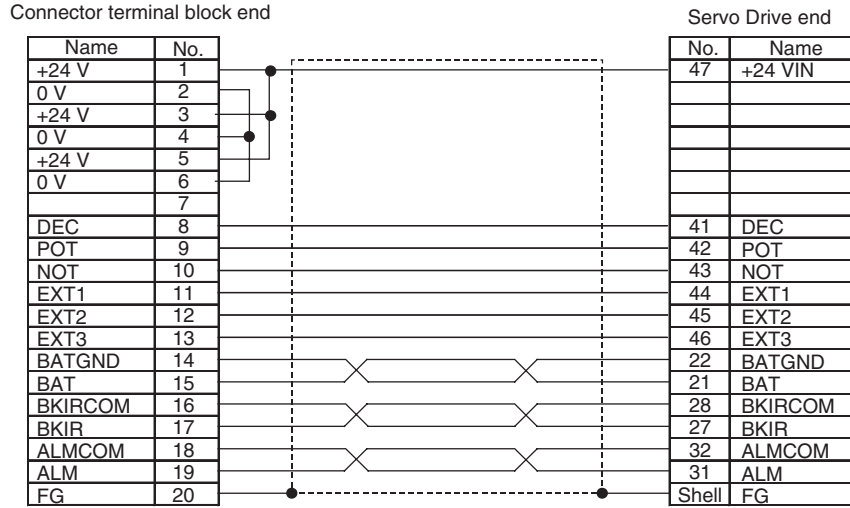 Connector terminal block end Servo Drive end
Name No. No. Name
+24 V 1 47 +24 VIN
0 V 2
+24 V 3
0 V 4
+24 V 5
0 V 6
7
DEC 8 41 DEC
POT 9 42 POT
NOT 10 43 NOT
EXT1 11 44 EXT1
EXT2 12 45 EXT2
EXT3 13 46 EXT3
BATGND 14 22 BATGND
BAT 15 21 BAT
BKIRCOM 16 28 BKIRCOM
BKIR 17 27 BKIR
ALMCOM 18 32 ALMCOM
ALM 19 31 ALM
FG 20 Shell FG